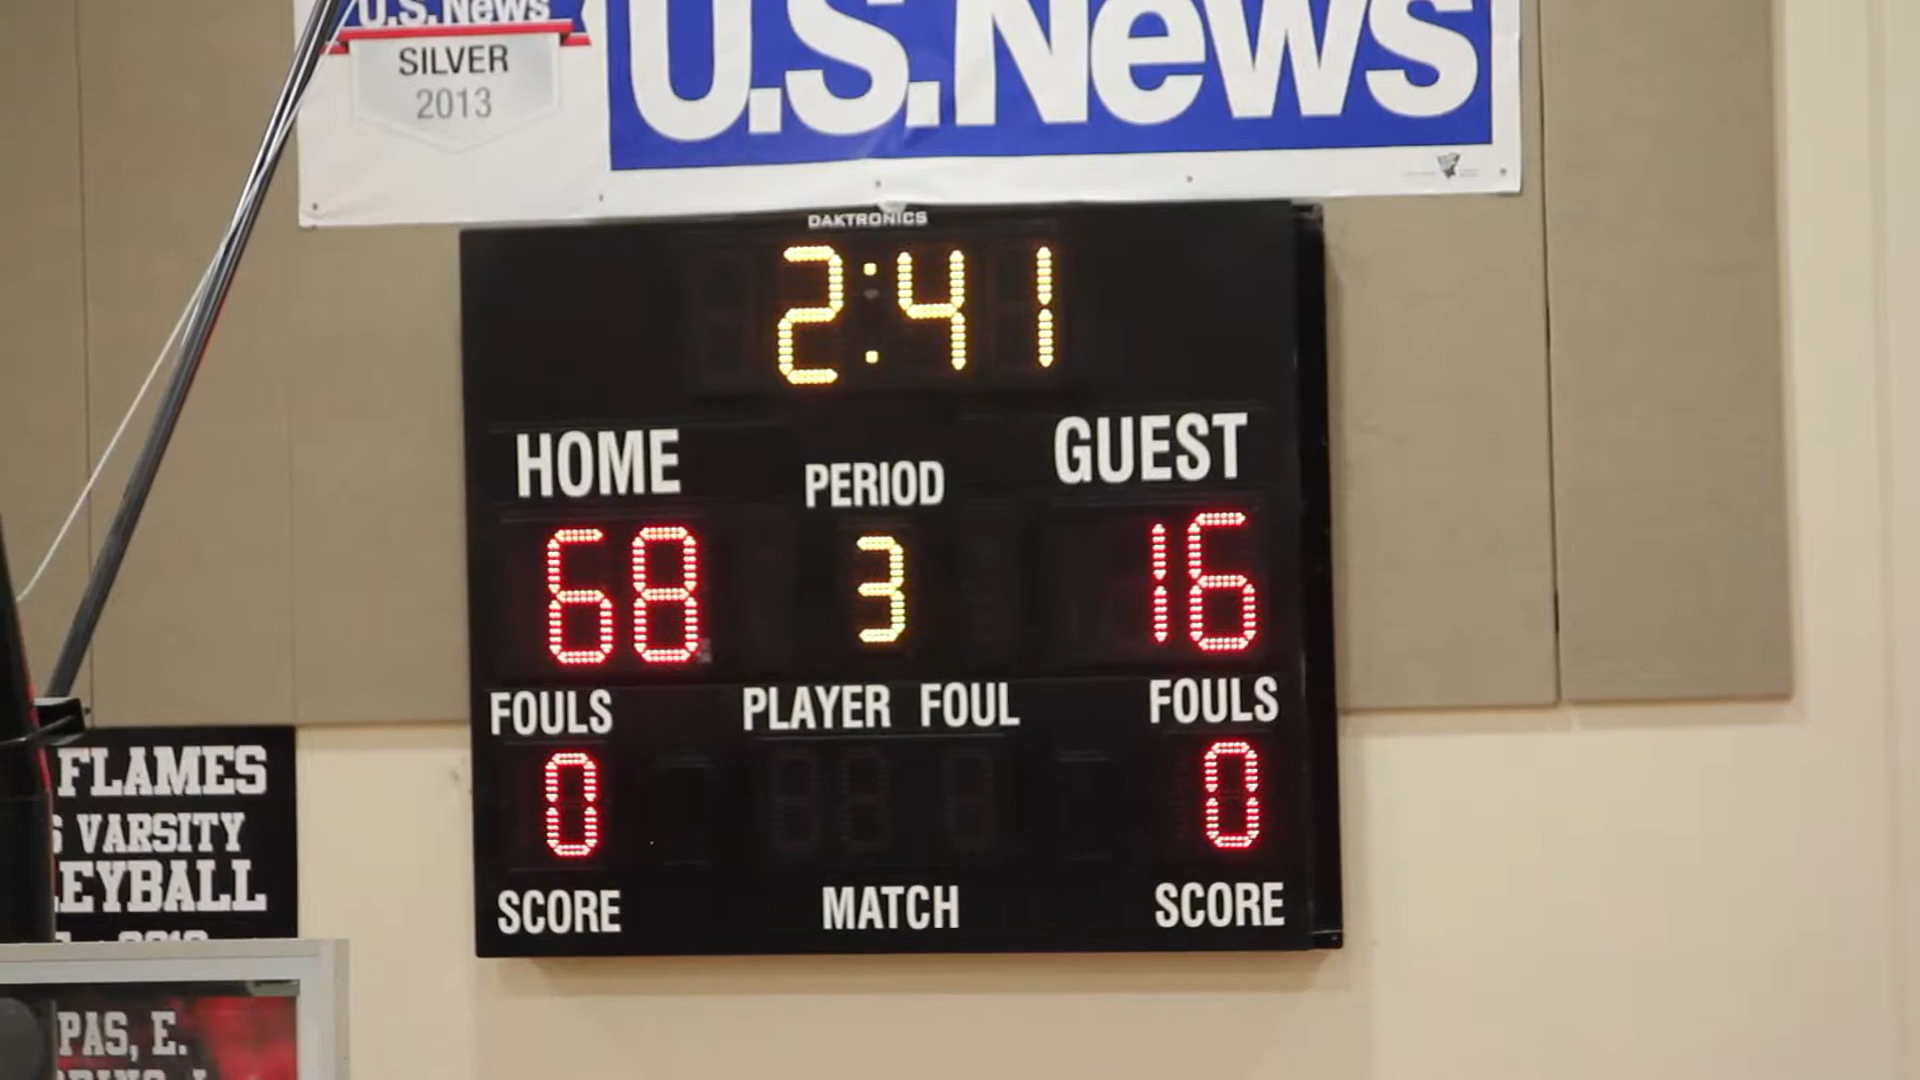 U.S. News
SILVER
2013
U.S. News
DAKTRONICS
2:41
HOME
PERIOD
GUEST
68
3
16
FOULS
PLAYER FOUL
FOULS
0
0
SCORE
MATCH
SCORE
FLAMES
VARSITY
EYBALL
PAS, E.